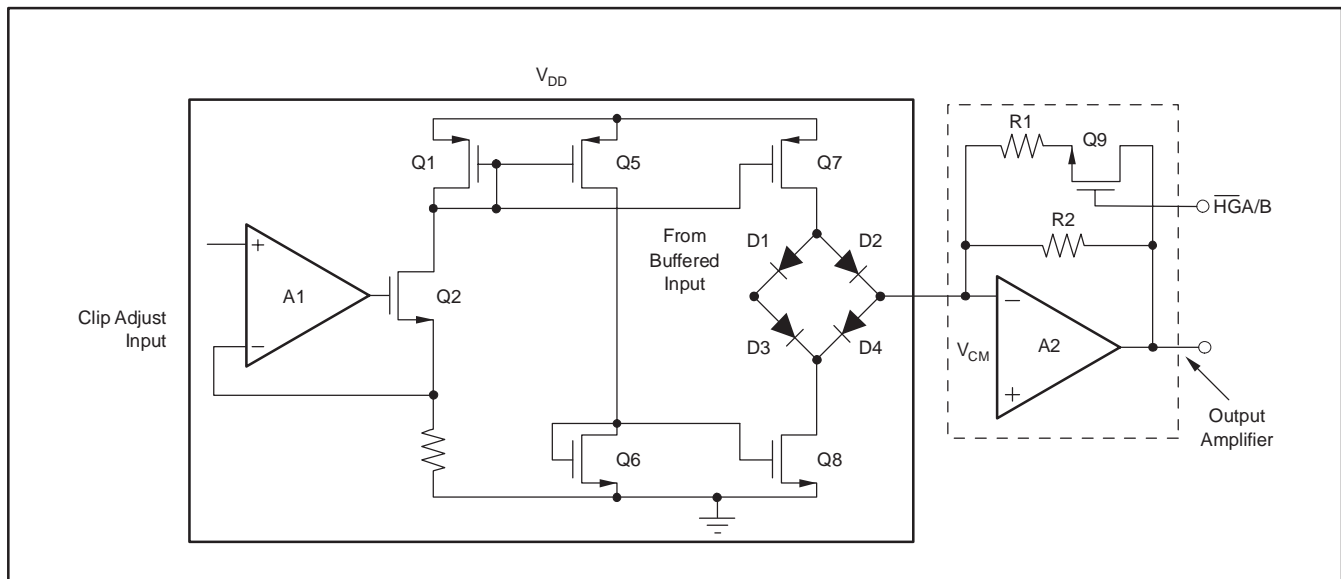 V_DD
R1
Q9
Q1
Q5
Q7
HGA/B
R2
From
Buffered
Input
D1
D2
+
A1
Q2
−
Clip Adjust
Input
D3
D4
−
V_CM
A2
+
Q6
Q8
Output
Amplifier